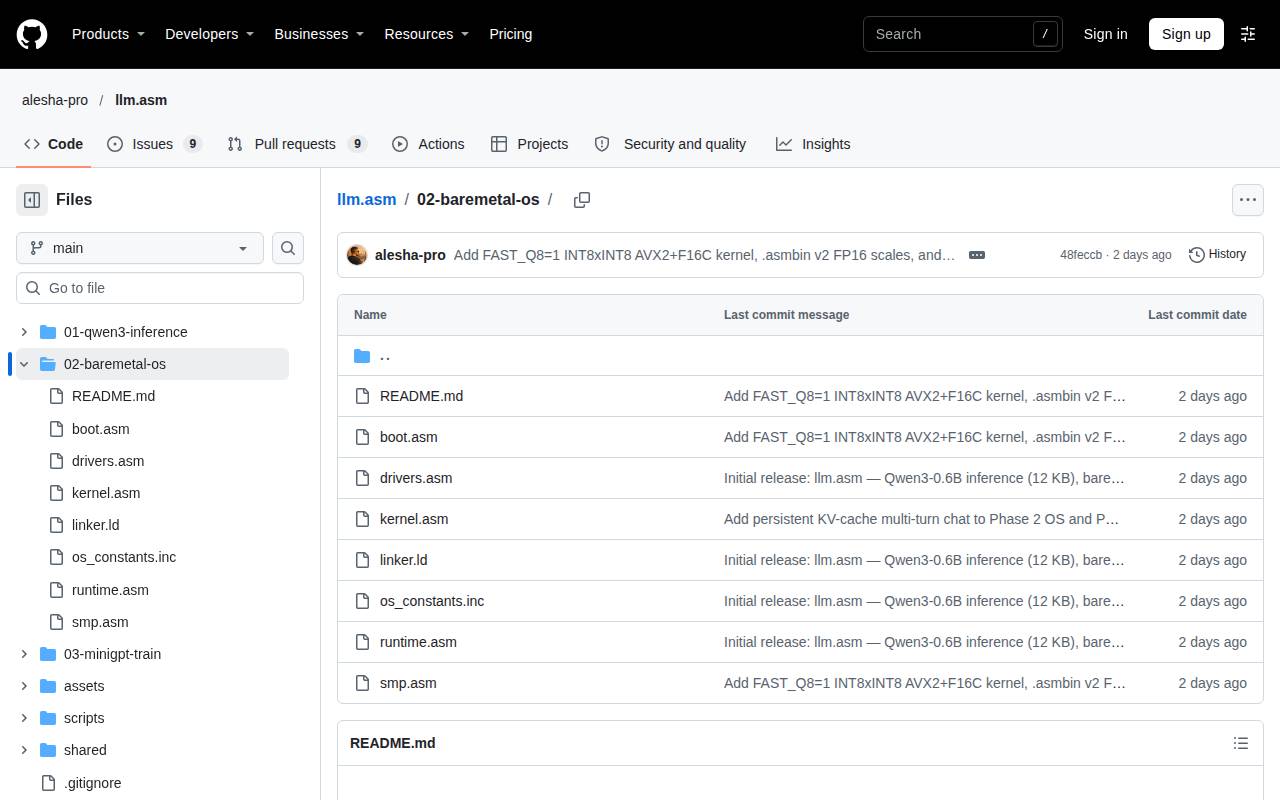 Products Developers Businesses Resources Pricing Search / Sign in Sign up
alesha-pro / llm.asm
Code Issues 9 Pull requests 9 Actions Projects Security and quality Insights
Files
main
Go to file
01-qwen3-inference
02-baremetal-os
README.md
boot.asm
drivers.asm
kernel.asm
linker.ld
os_constants.inc
runtime.asm
smp.asm
03-minigpt-train
assets
scripts
shared
.gitignore
llm.asm / 02-baremetal-os /
alesha-pro Add FAST_Q8=1 INT8xINT8 AVX2+F16C kernel, .asmbin v2 FP16 scales, and… 48feccb · 2 days ago History
Name Last commit message Last commit date
..
README.md Add FAST_Q8=1 INT8xINT8 AVX2+F16C kernel, .asmbin v2 F… 2 days ago
boot.asm Add FAST_Q8=1 INT8xINT8 AVX2+F16C kernel, .asmbin v2 F… 2 days ago
drivers.asm Initial release: llm.asm — Qwen3-0.6B inference (12 KB), bare… 2 days ago
kernel.asm Add persistent KV-cache multi-turn chat to Phase 2 OS and P… 2 days ago
linker.ld Initial release: llm.asm — Qwen3-0.6B inference (12 KB), bare… 2 days ago
os_constants.inc Initial release: llm.asm — Qwen3-0.6B inference (12 KB), bare… 2 days ago
runtime.asm Initial release: llm.asm — Qwen3-0.6B inference (12 KB), bare… 2 days ago
smp.asm Add FAST_Q8=1 INT8xINT8 AVX2+F16C kernel, .asmbin v2 F… 2 days ago
README.md